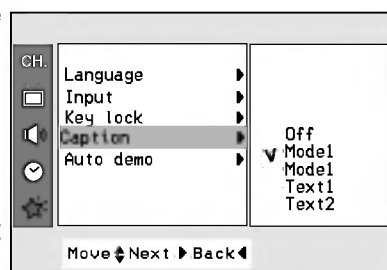 CH.
Language
Input
Key lock
Caption
Auto demo
Off
Mode1
Mode1
Text1
Text2
Move Next Back